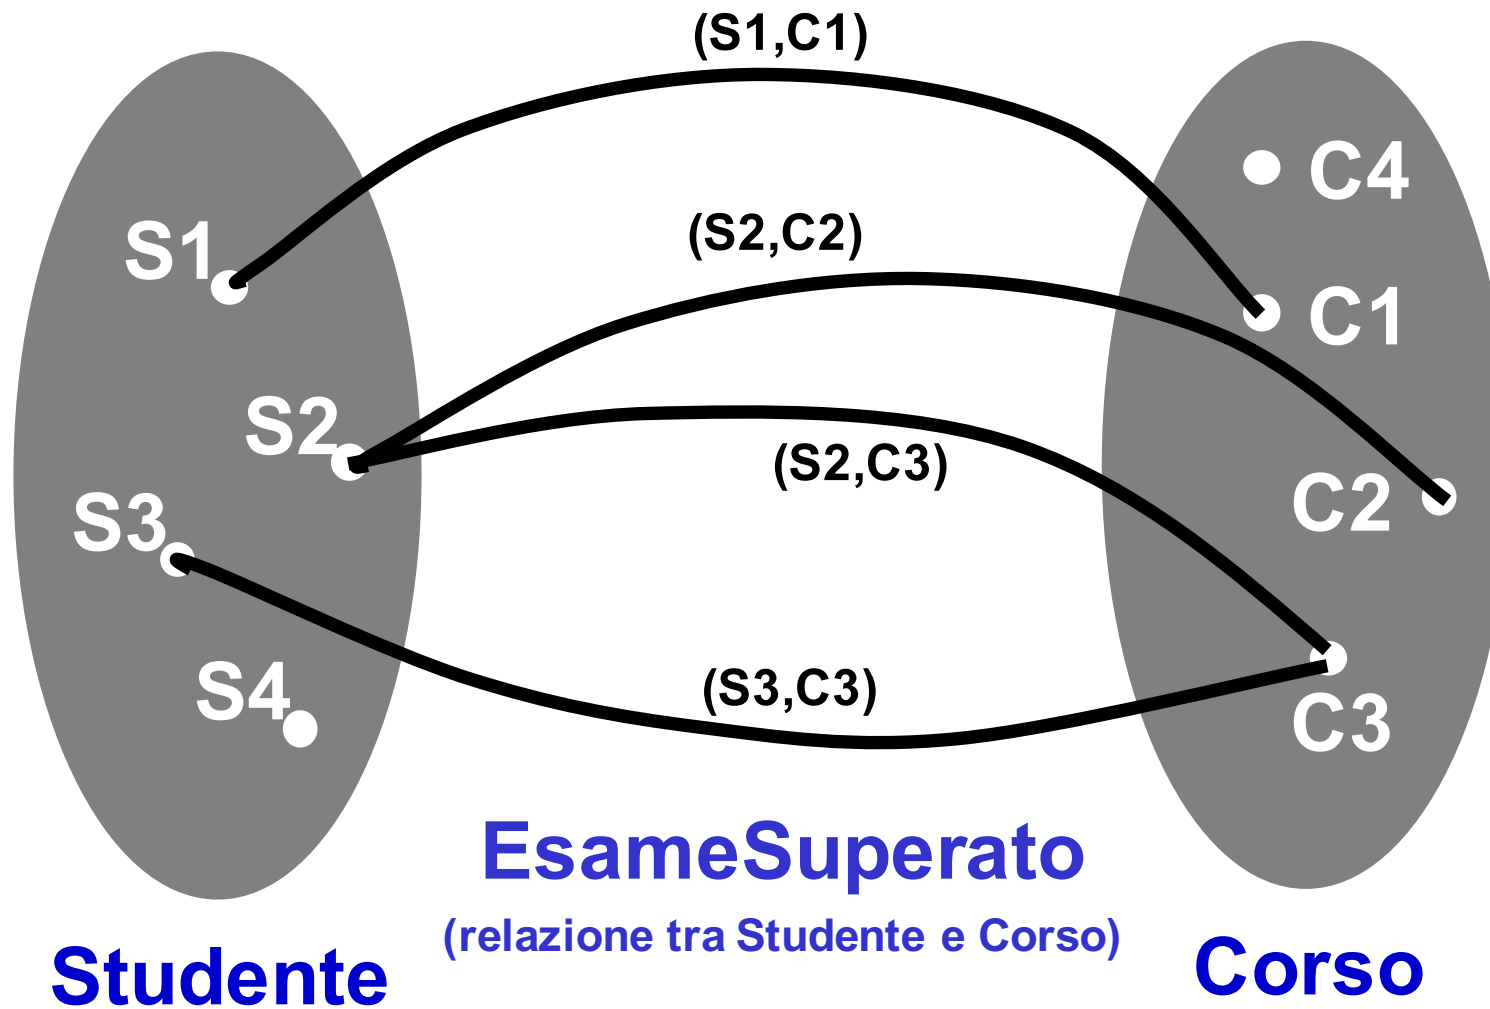 (S1,C1)
C4
S1
(S2,C2)
C1
S2
(S2,C3)
C2
S3
S4
(S3,C3)
C3
EsameSuperato
(relazione tra Studente e Corso)
Studente
Corso